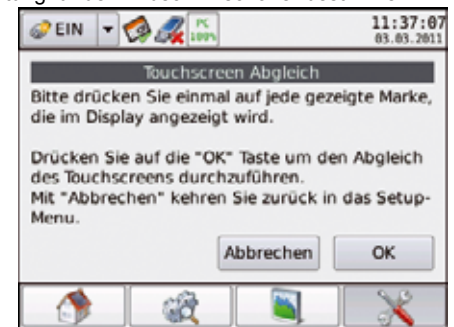 EIN
PC
100%
11:37:07
03.03.2011
Touchscreen Abgleich
Bitte drücken Sie einmal auf jede gezeigte Marke,
die im Display angezeigt wird.
Drücken Sie auf die "OK" Taste um den Abgleich
des Touchscreens durchzuführen.
Mit "Abbrechen" kehren Sie zurück in das Setup-
Menu.
Abbrechen OK